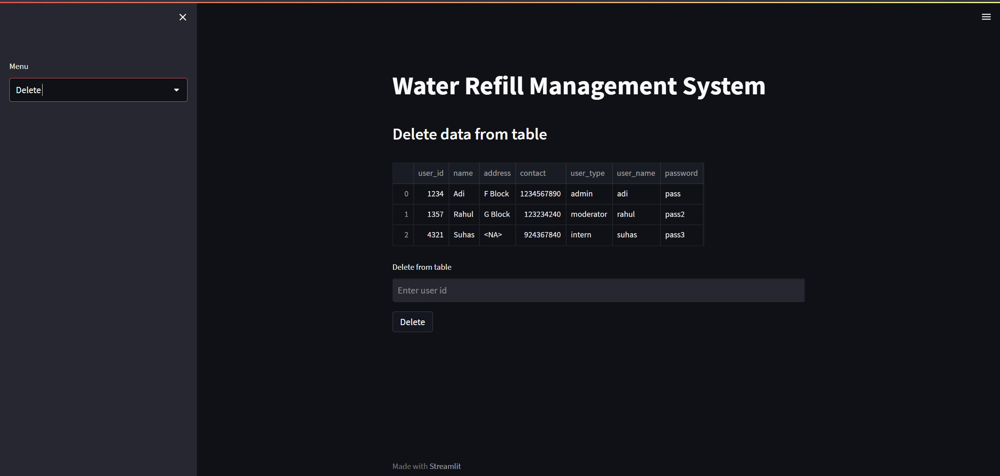 Menu
Delete
Water Refill Management System
Delete data from table
user_id name address contact user_type user_name password
0 1234 Adi F Block 1234567890 admin adi pass
1 1357 Rahul G Block 123234240 moderator rahul pass2
2 4321 Suhas <NA> 924367840 intern suhas pass3
Delete from table
Enter user id
Delete
Made with Streamlit